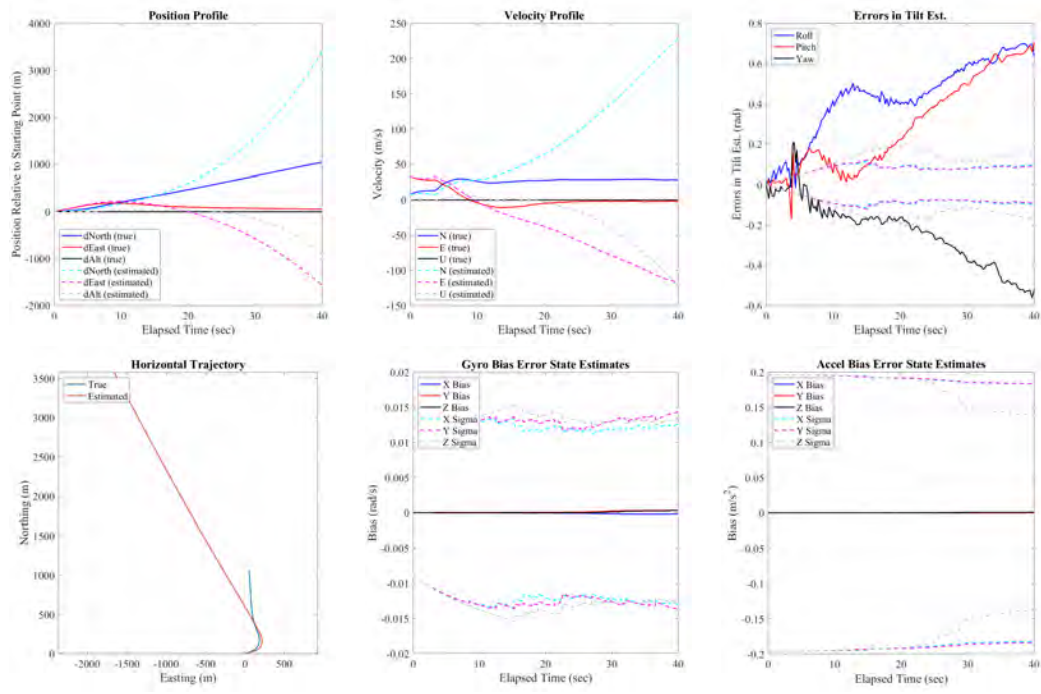 Position Profile
Position Relative to Starting Point (m)
4000
3000
2000
1000
0
-1000
-2000
dNorth (true)
dEast (true)
dAlt (true)
dNorth (estimated)
dEast (estimated)
dAlt (estimated)
0 10 20 30 40
Elapsed Time (sec)
Velocity Profile
Velocity (m/s)
250
200
150
100
50
0
-50
-100
-150
N (true)
E (true)
U (true)
N (estimated)
E (estimated)
U (estimated)
0 10 20 30 40
Elapsed Time (sec)
Errors in Tilt Est.
Errors in Tilt Est. (rad)
0.8
0.6
0.4
0.2
0
-0.2
-0.4
-0.6
Roll
Pitch
Yaw
0 10 20 30 40
Elapsed Time (sec)
Horizontal Trajectory
Northing (m)
3500
3000
2500
2000
1500
1000
500
0
True
Estimated
-2000 -1500 -1000 -500 0 500
Easting (m)
Gyro Bias Error State Estimates
Bias (rad/s)
0.02
0.015
0.01
0.005
0
-0.005
-0.01
-0.015
-0.02
X Bias
Y Bias
Z Bias
X Sigma
Y Sigma
Z Sigma
0 10 20 30 40
Elapsed Time (sec)
Accel Bias Error State Estimates
Bias (m/s²)
0.2
0.15
0.1
0.05
0
-0.05
-0.1
-0.15
-0.2
X Bias
Y Bias
Z Bias
X Sigma
Y Sigma
Z Sigma
0 10 20 30 40
Elapsed Time (sec)